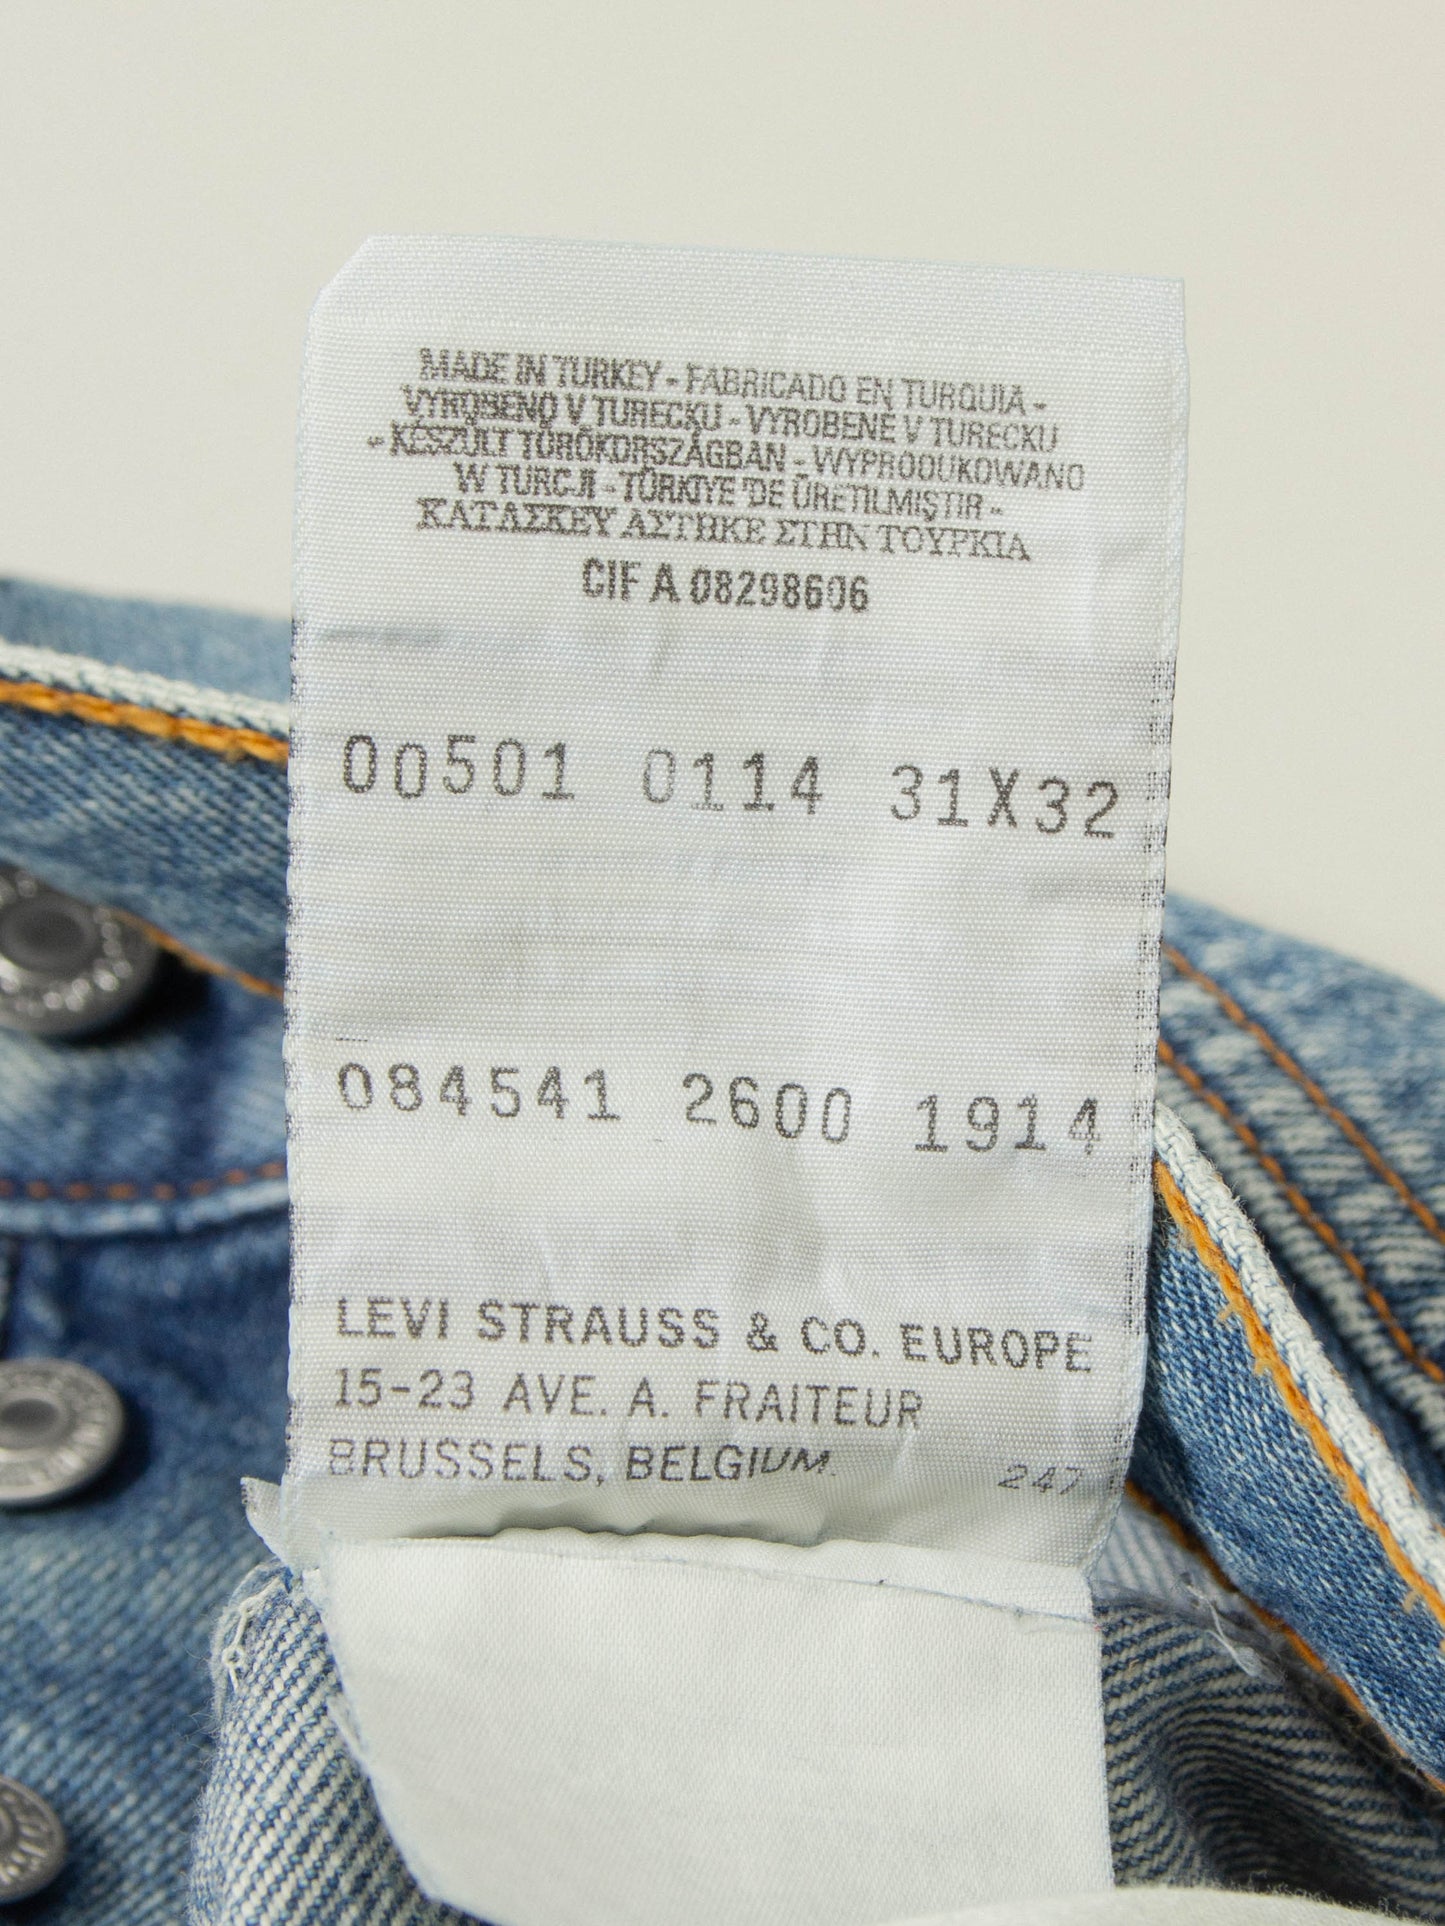 MADE IN TURKEY - FABRICADO EN TURQUIA -
VYROBENO V TURECKU - VYROBENÉ V TURECKU
- KÉSZÜLT TÖRÖKORSZÁGBAN - WYPRODUKOWANO
W TURCJI - TÜRKIYE 'DE ÜRETILMIŞTIR -
ΚΑΤΑΣΚΕΥΑΣΤΗΚΕ ΣΤΗΝ ΤΟΥΡΚΙΑ
CIF A 08298606
00501 0114 31X32
084541 2600 1914
LEVI STRAUSS & CO. EUROPE
15-23 AVE. A. FRAITEUR
BRUSSELS, BELGIUM. 247